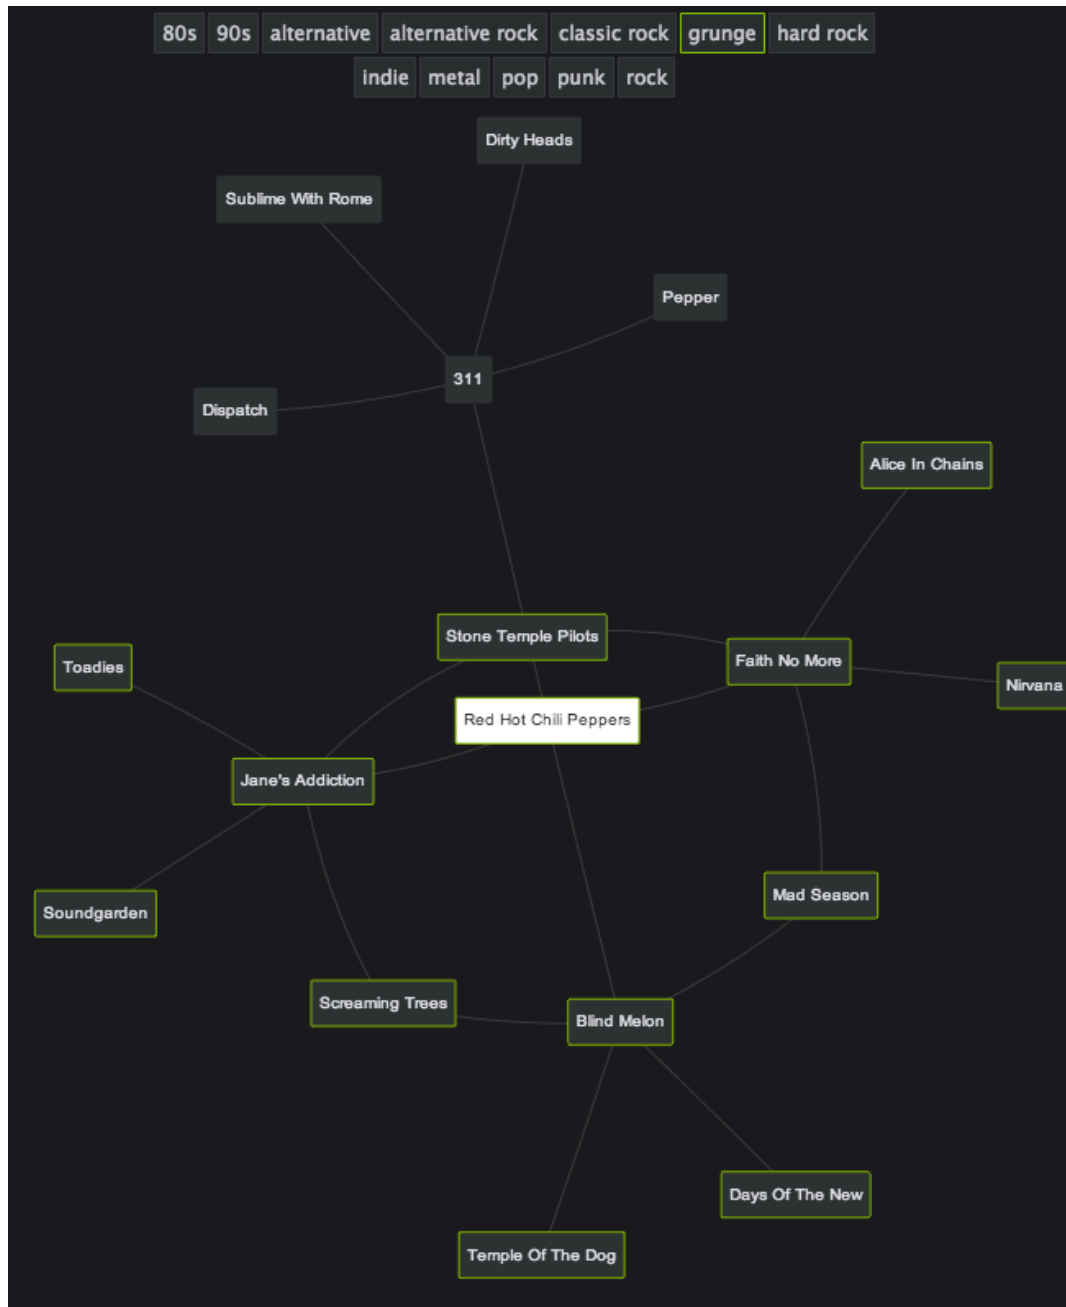 80s 90s alternative alternative rock classic rock grunge hard rock
indie metal pop punk rock
Dirty Heads
Sublime With Rome
Pepper
311
Dispatch
Alice In Chains
Stone Temple Pilots
Faith No More
Toadies
Nirvana
Red Hot Chili Peppers
Jane's Addiction
Mad Season
Soundgarden
Screaming Trees
Blind Melon
Days Of The New
Temple Of The Dog